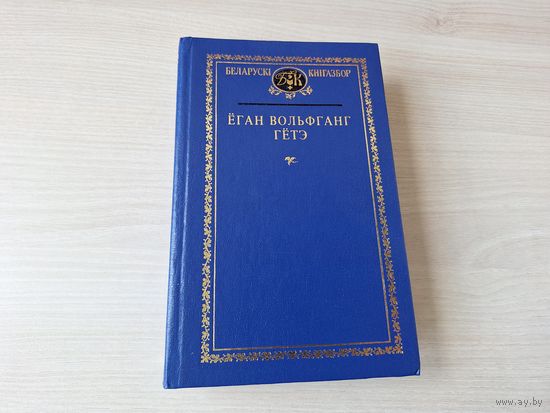 БЕЛАРУСКІ БК КНІГАЗБОР
ЁГАН ВОЛЬФГАНГ
ГЁТЭ
www.ay.by